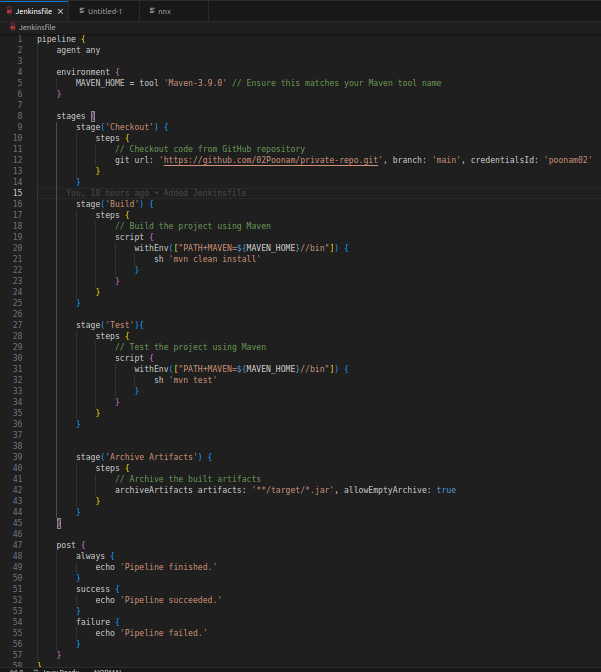 Jenkinsfile × Untitled-1 nnx
Jenkinsfile
1 pipeline {
2     agent any
3
4     environment {
5         MAVEN_HOME = tool 'Maven-3.9.0' // Ensure this matches your Maven tool name
6     }
7
8     stages {
9         stage('Checkout') {
10             steps {
11                 // Checkout code from GitHub repository
12                 git url: 'https://github.com/02Poonam/private-repo.git', branch: 'main', credentialsId: 'poonam02'
13             }
14         }
15 You, 18 hours ago • Added Jenkinsfile
16         stage('Build') {
17             steps {
18                 // Build the project using Maven
19                 script {
20                     withEnv(["PATH+MAVEN=${MAVEN_HOME}//bin"]) {
21                         sh 'mvn clean install'
22                     }
23                 }
24             }
25         }
26
27         stage('Test'){
28             steps {
29                 // Test the project using Maven
30                 script {
31                     withEnv(["PATH+MAVEN=${MAVEN_HOME}//bin"]) {
32                         sh 'mvn test'
33                     }
34                 }
35             }
36         }
37
38
39         stage('Archive Artifacts') {
40             steps {
41                 // Archive the built artifacts
42                 archiveArtifacts artifacts: '**/target/*.jar', allowEmptyArchive: true
43             }
44         }
45     }
46
47     post {
48         always {
49             echo 'Pipeline finished.'
50         }
51         success {
52             echo 'Pipeline succeeded.'
53         }
54         failure {
55             echo 'Pipeline failed.'
56         }
57     }
58 }